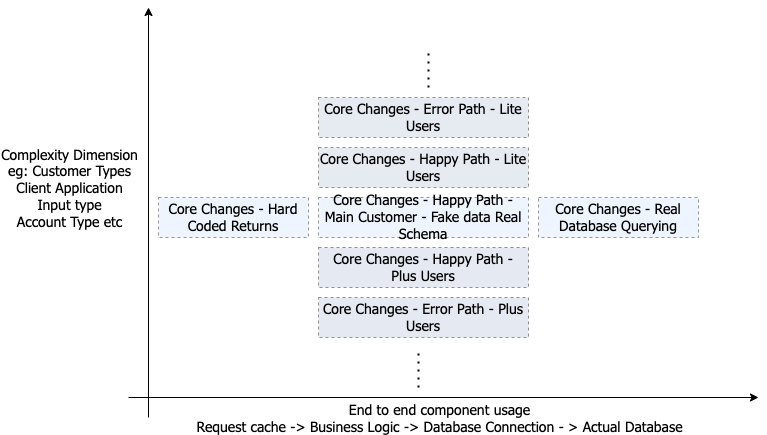 Core Changes - Error Path - Lite
Users
Core Changes - Happy Path - Lite
Users
Complexity Dimension
eg: Customer Types
Client Application
Input type
Account Type etc
Core Changes - Hard
Coded Returns
Core Changes - Happy Path -
Main Customer - Fake data Real
Schema
Core Changes - Real
Database Querying
Core Changes - Happy Path -
Plus Users
Core Changes - Error Path - Plus
Users
End to end component usage
Request cache -> Business Logic -> Database Connection - > Actual Database